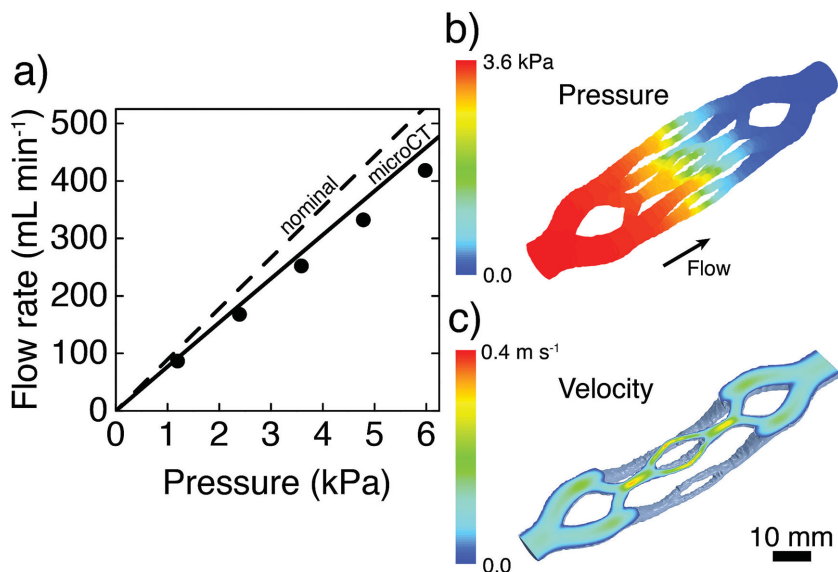 a)
Flow rate (mL min⁻¹)
500
400
300
200
100
0
nominal
microCT
0 1 2 3 4 5 6
Pressure (kPa)
b)
3.6 kPa
Pressure
0.0
Flow
c)
0.4 m s⁻¹
Velocity
0.0
10 mm